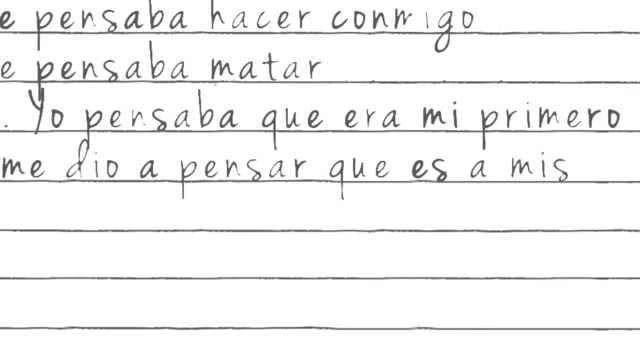 e pensaba hacer conmigo
e pensaba matar
. Yo pensaba que era mi primero
me dio a pensar que es a mis